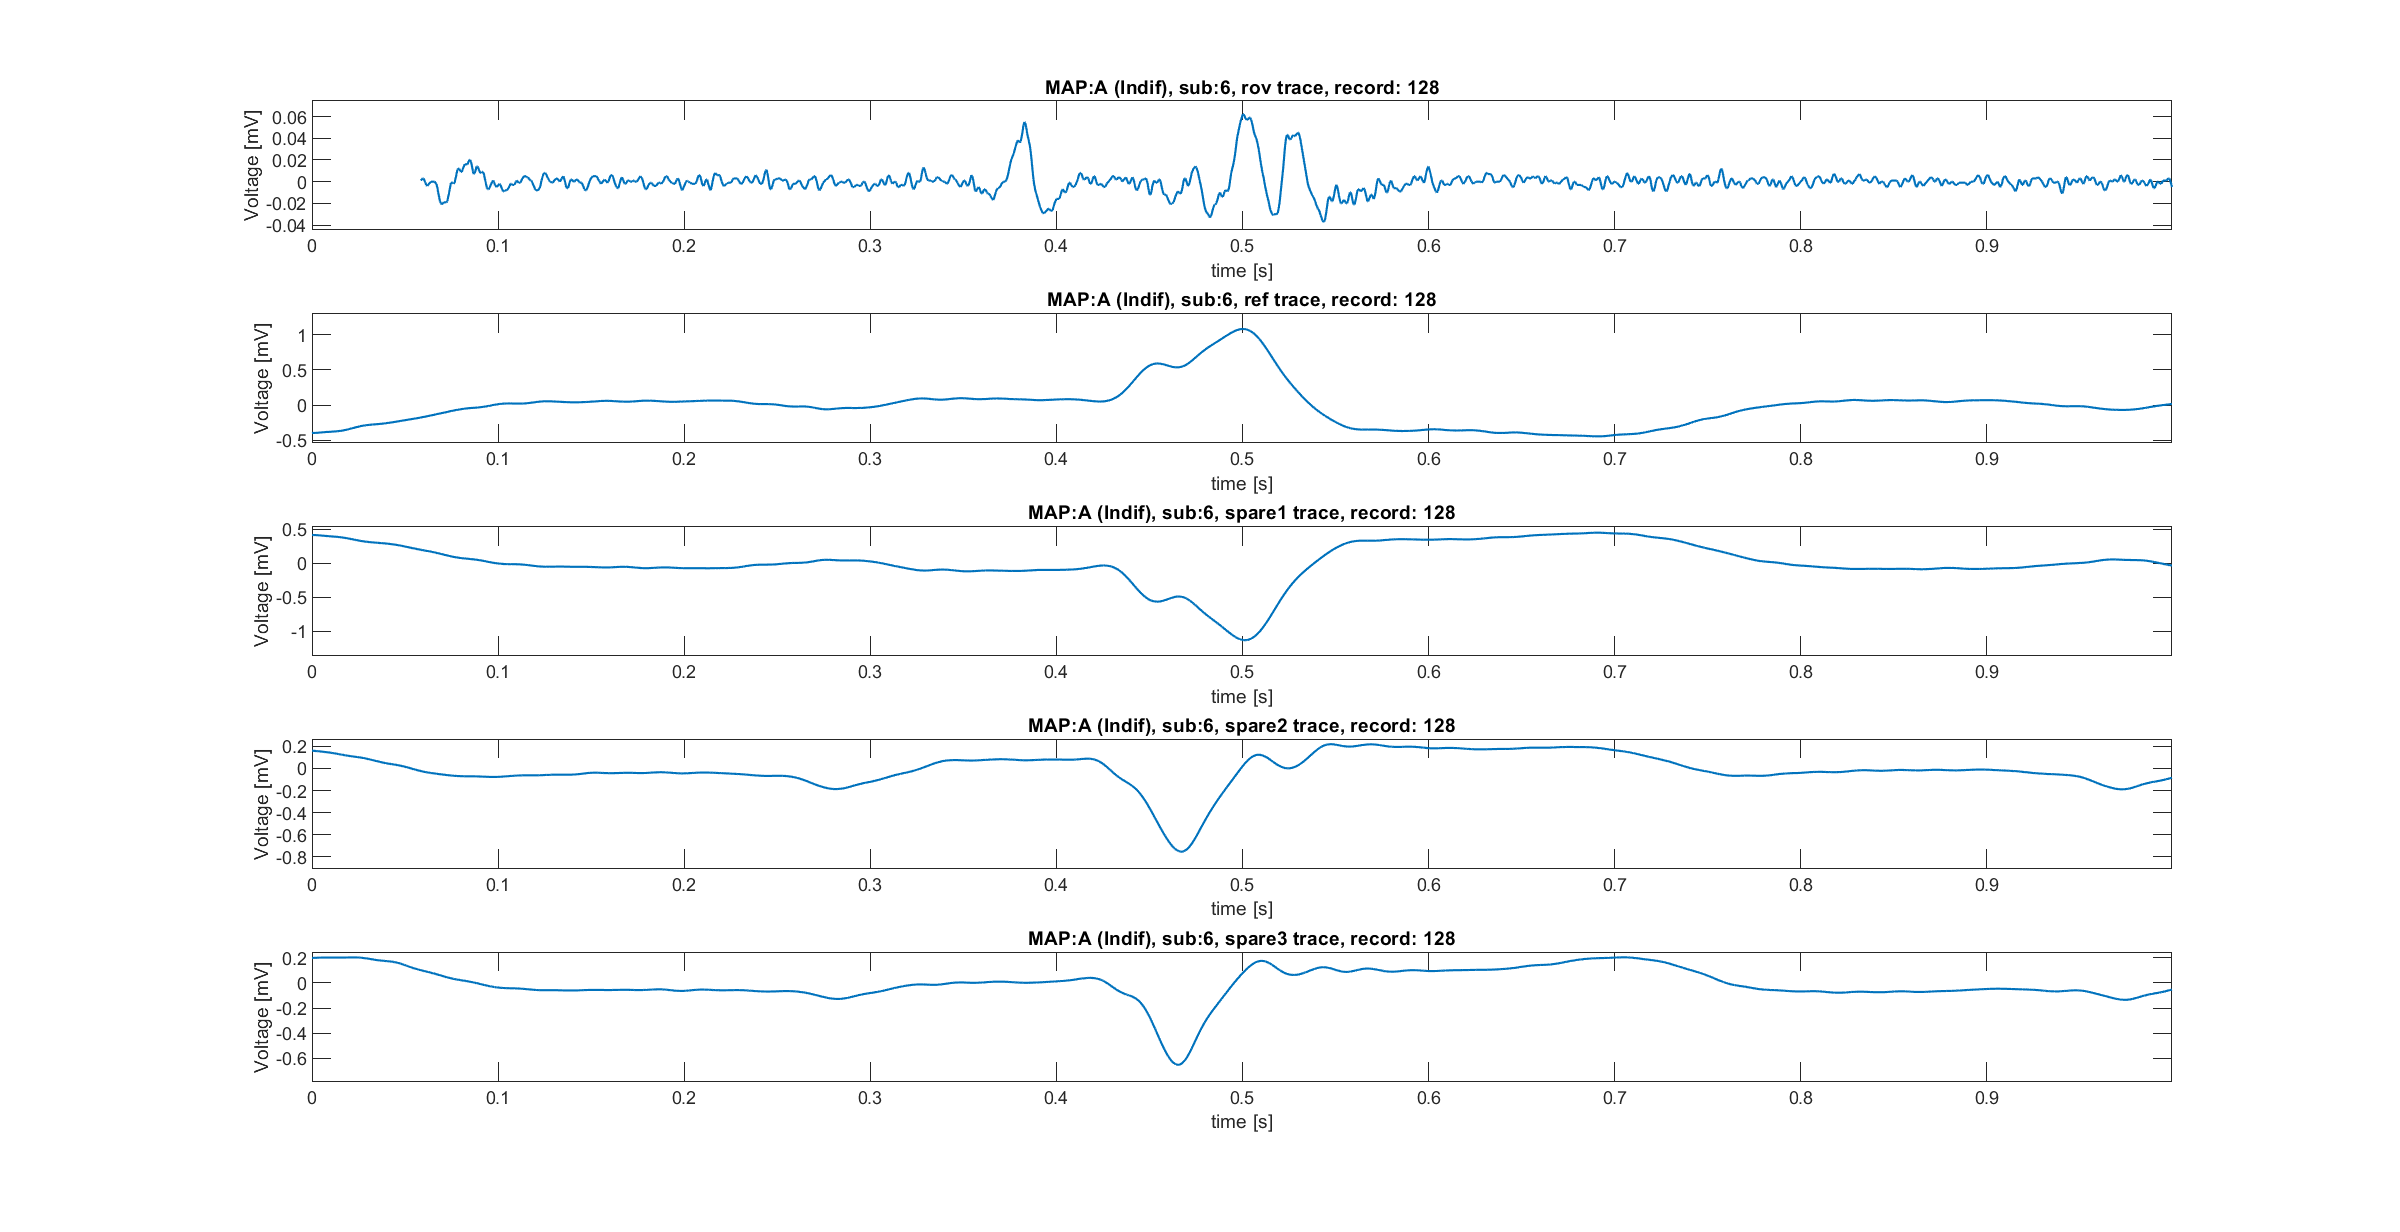 MAP:A (Indif), sub:6, rov trace, record: 128
Voltage [mV]
0.06
0.04
0.02
0
-0.02
-0.04
0 0.1 0.2 0.3 0.4 0.5 0.6 0.7 0.8 0.9
time [s]
MAP:A (Indif), sub:6, ref trace, record: 128
Voltage [mV]
1
0.5
0
-0.5
0 0.1 0.2 0.3 0.4 0.5 0.6 0.7 0.8 0.9
time [s]
MAP:A (Indif), sub:6, spare1 trace, record: 128
Voltage [mV]
0.5
0
-0.5
-1
0 0.1 0.2 0.3 0.4 0.5 0.6 0.7 0.8 0.9
time [s]
MAP:A (Indif), sub:6, spare2 trace, record: 128
Voltage [mV]
0.2
0
-0.2
-0.4
-0.6
-0.8
0 0.1 0.2 0.3 0.4 0.5 0.6 0.7 0.8 0.9
time [s]
MAP:A (Indif), sub:6, spare3 trace, record: 128
Voltage [mV]
0.2
0
-0.2
-0.4
-0.6
0 0.1 0.2 0.3 0.4 0.5 0.6 0.7 0.8 0.9
time [s]